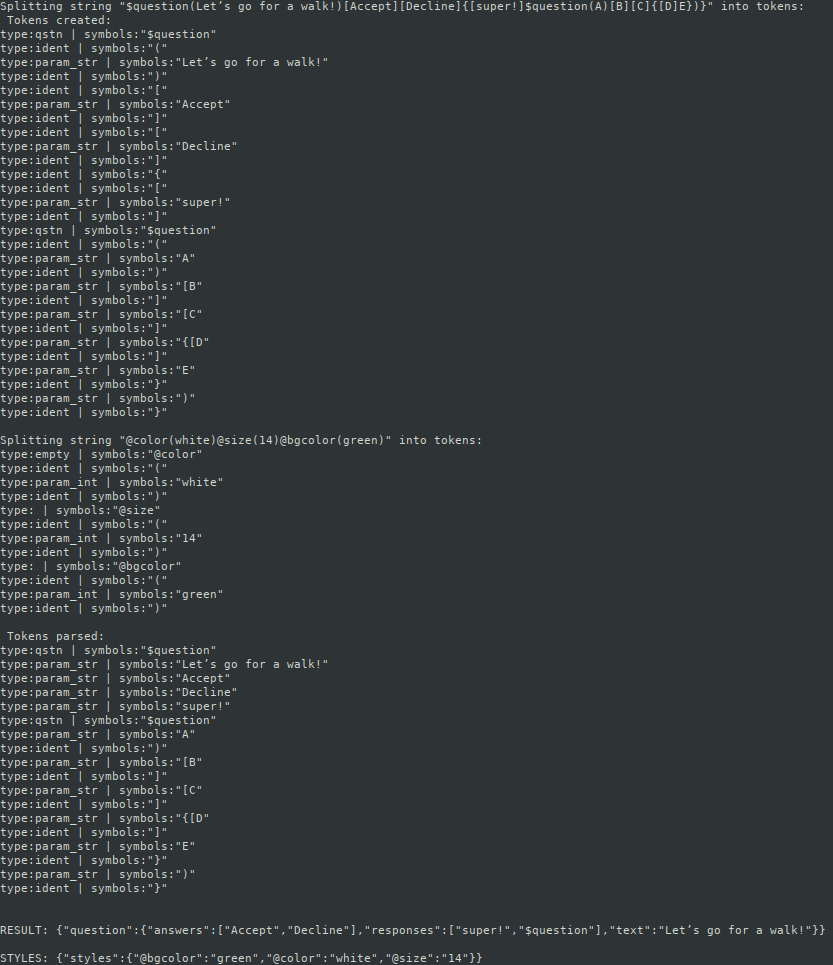 Splitting string "$question(Let’s go for a walk!)[Accept][Decline]{[super!]$question(A)[B][C]{[D]E})}" into tokens:
Tokens created:
type:qstn | symbols:"$question"
type:ident | symbols:"("
type:param_str | symbols:"Let’s go for a walk!"
type:ident | symbols:")"
type:ident | symbols:"["
type:param_str | symbols:"Accept"
type:ident | symbols:"]"
type:ident | symbols:"["
type:param_str | symbols:"Decline"
type:ident | symbols:"]"
type:ident | symbols:"{"
type:ident | symbols:"["
type:param_str | symbols:"super!"
type:ident | symbols:"]"
type:qstn | symbols:"$question"
type:ident | symbols:"("
type:param_str | symbols:"A"
type:ident | symbols:")"
type:param_str | symbols:"[B"
type:ident | symbols:"]"
type:param_str | symbols:"[C"
type:ident | symbols:"]"
type:param_str | symbols:"{[D"
type:ident | symbols:"]"
type:param_str | symbols:"E"
type:ident | symbols:"}"
type:param_str | symbols:")"
type:ident | symbols:"}"
Splitting string "@color(white)@size(14)@bgcolor(green)" into tokens:
type:empty | symbols:"@color"
type:ident | symbols:"("
type:param_int | symbols:"white"
type:ident | symbols:")"
type: | symbols:"@size"
type:ident | symbols:"("
type:param_int | symbols:"14"
type:ident | symbols:")"
type: | symbols:"@bgcolor"
type:ident | symbols:"("
type:param_int | symbols:"green"
type:ident | symbols:")"
Tokens parsed:
type:qstn | symbols:"$question"
type:param_str | symbols:"Let’s go for a walk!"
type:param_str | symbols:"Accept"
type:param_str | symbols:"Decline"
type:param_str | symbols:"super!"
type:qstn | symbols:"$question"
type:param_str | symbols:"A"
type:ident | symbols:")"
type:param_str | symbols:"[B"
type:ident | symbols:"]"
type:param_str | symbols:"[C"
type:ident | symbols:"]"
type:param_str | symbols:"{[D"
type:ident | symbols:"]"
type:param_str | symbols:"E"
type:ident | symbols:"}"
type:param_str | symbols:")"
type:ident | symbols:"}"
RESULT: {"question":{"answers":["Accept","Decline"],"responses":["super!","$question"],"text":"Let’s go for a walk!"}}
STYLES: {"styles":{"@bgcolor":"green","@color":"white","@size":"14"}}